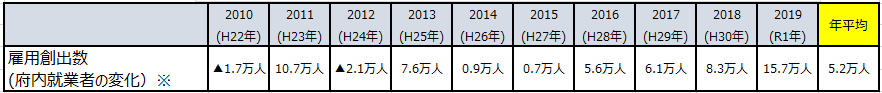 2010 2011 2012 2013 2014 2015 2016 2017 2018 2019 年平均
(H22年) (H23年) (H24年) (H25年) (H26年) (H27年) (H28年) (H29年) (H30年) (R1年)
雇用創出数
(府内就業者の変化）※ ▲1.7万人 10.7万人 ▲2.1万人 7.6万人 0.9万人 0.7万人 5.6万人 6.1万人 8.3万人 15.7万人 5.2万人